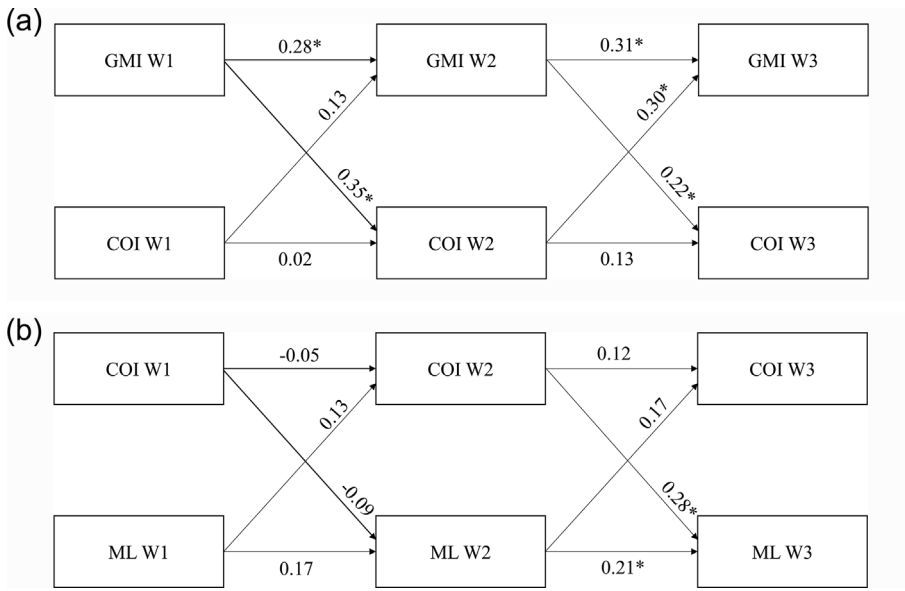 (a)
GMI W1 0.28* GMI W2 0.31* GMI W3
0.13 0.30*
0.35* 0.22*
COI W1 0.02 COI W2 0.13 COI W3
(b)
COI W1 -0.05 COI W2 0.12 COI W3
0.13 0.17
-0.09 0.28*
ML W1 0.17 ML W2 0.21* ML W3